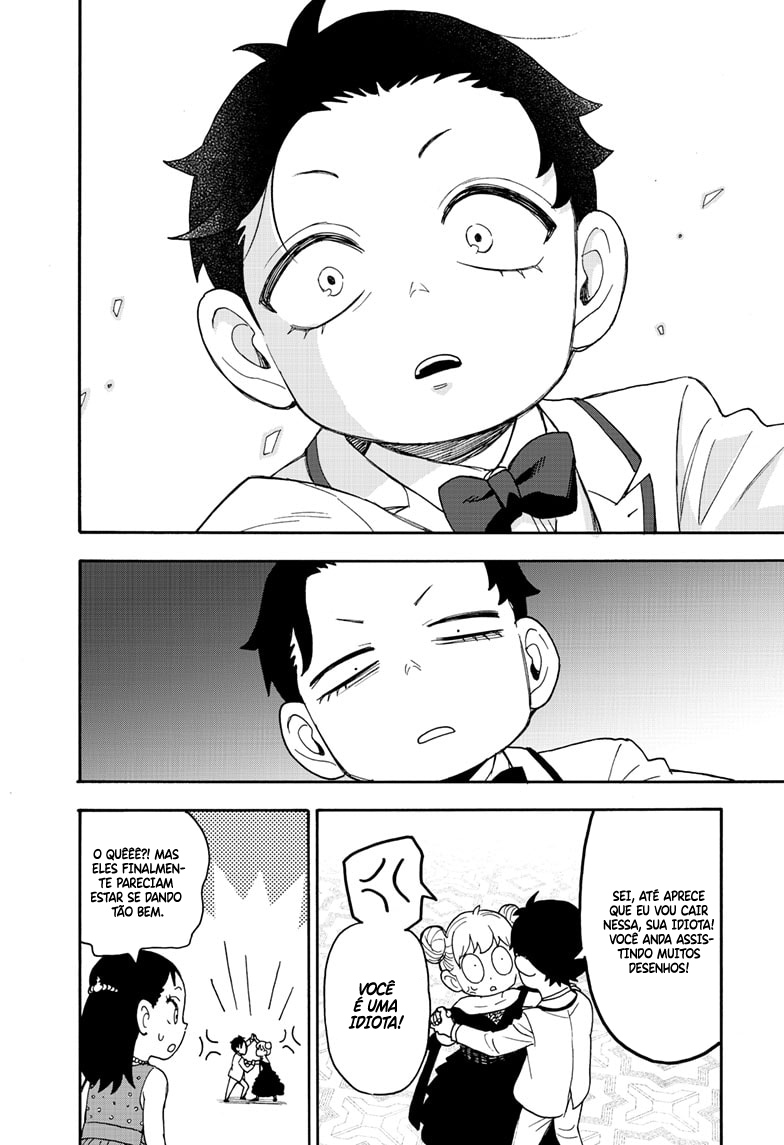 SEI, ATÉ APRECE
QUE EU VOU CAIR
NESSA, SUA IDIOTA!
VOCÊ ANDA ASSIS-
TINDO MUITOS
DESENHOS!
VOCÊ
É UMA
IDIOTA!
O QUÊÊÊ?! MAS
ELES FINALMEN-
TE PARECIAM
ESTAR SE DANDO
TÃO BEM.